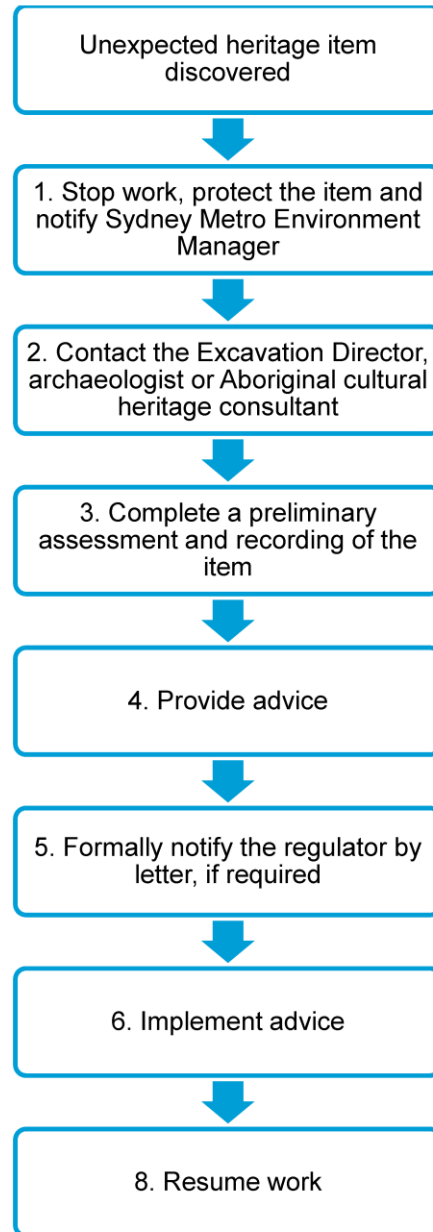 Unexpected heritage item
discovered
1. Stop work, protect the item and
notify Sydney Metro Environment
Manager
2. Contact the Excavation Director,
archaeologist or Aboriginal cultural
heritage consultant
3. Complete a preliminary
assessment and recording of the
item
4. Provide advice
5. Formally notify the regulator by
letter, if required
6. Implement advice
8. Resume work